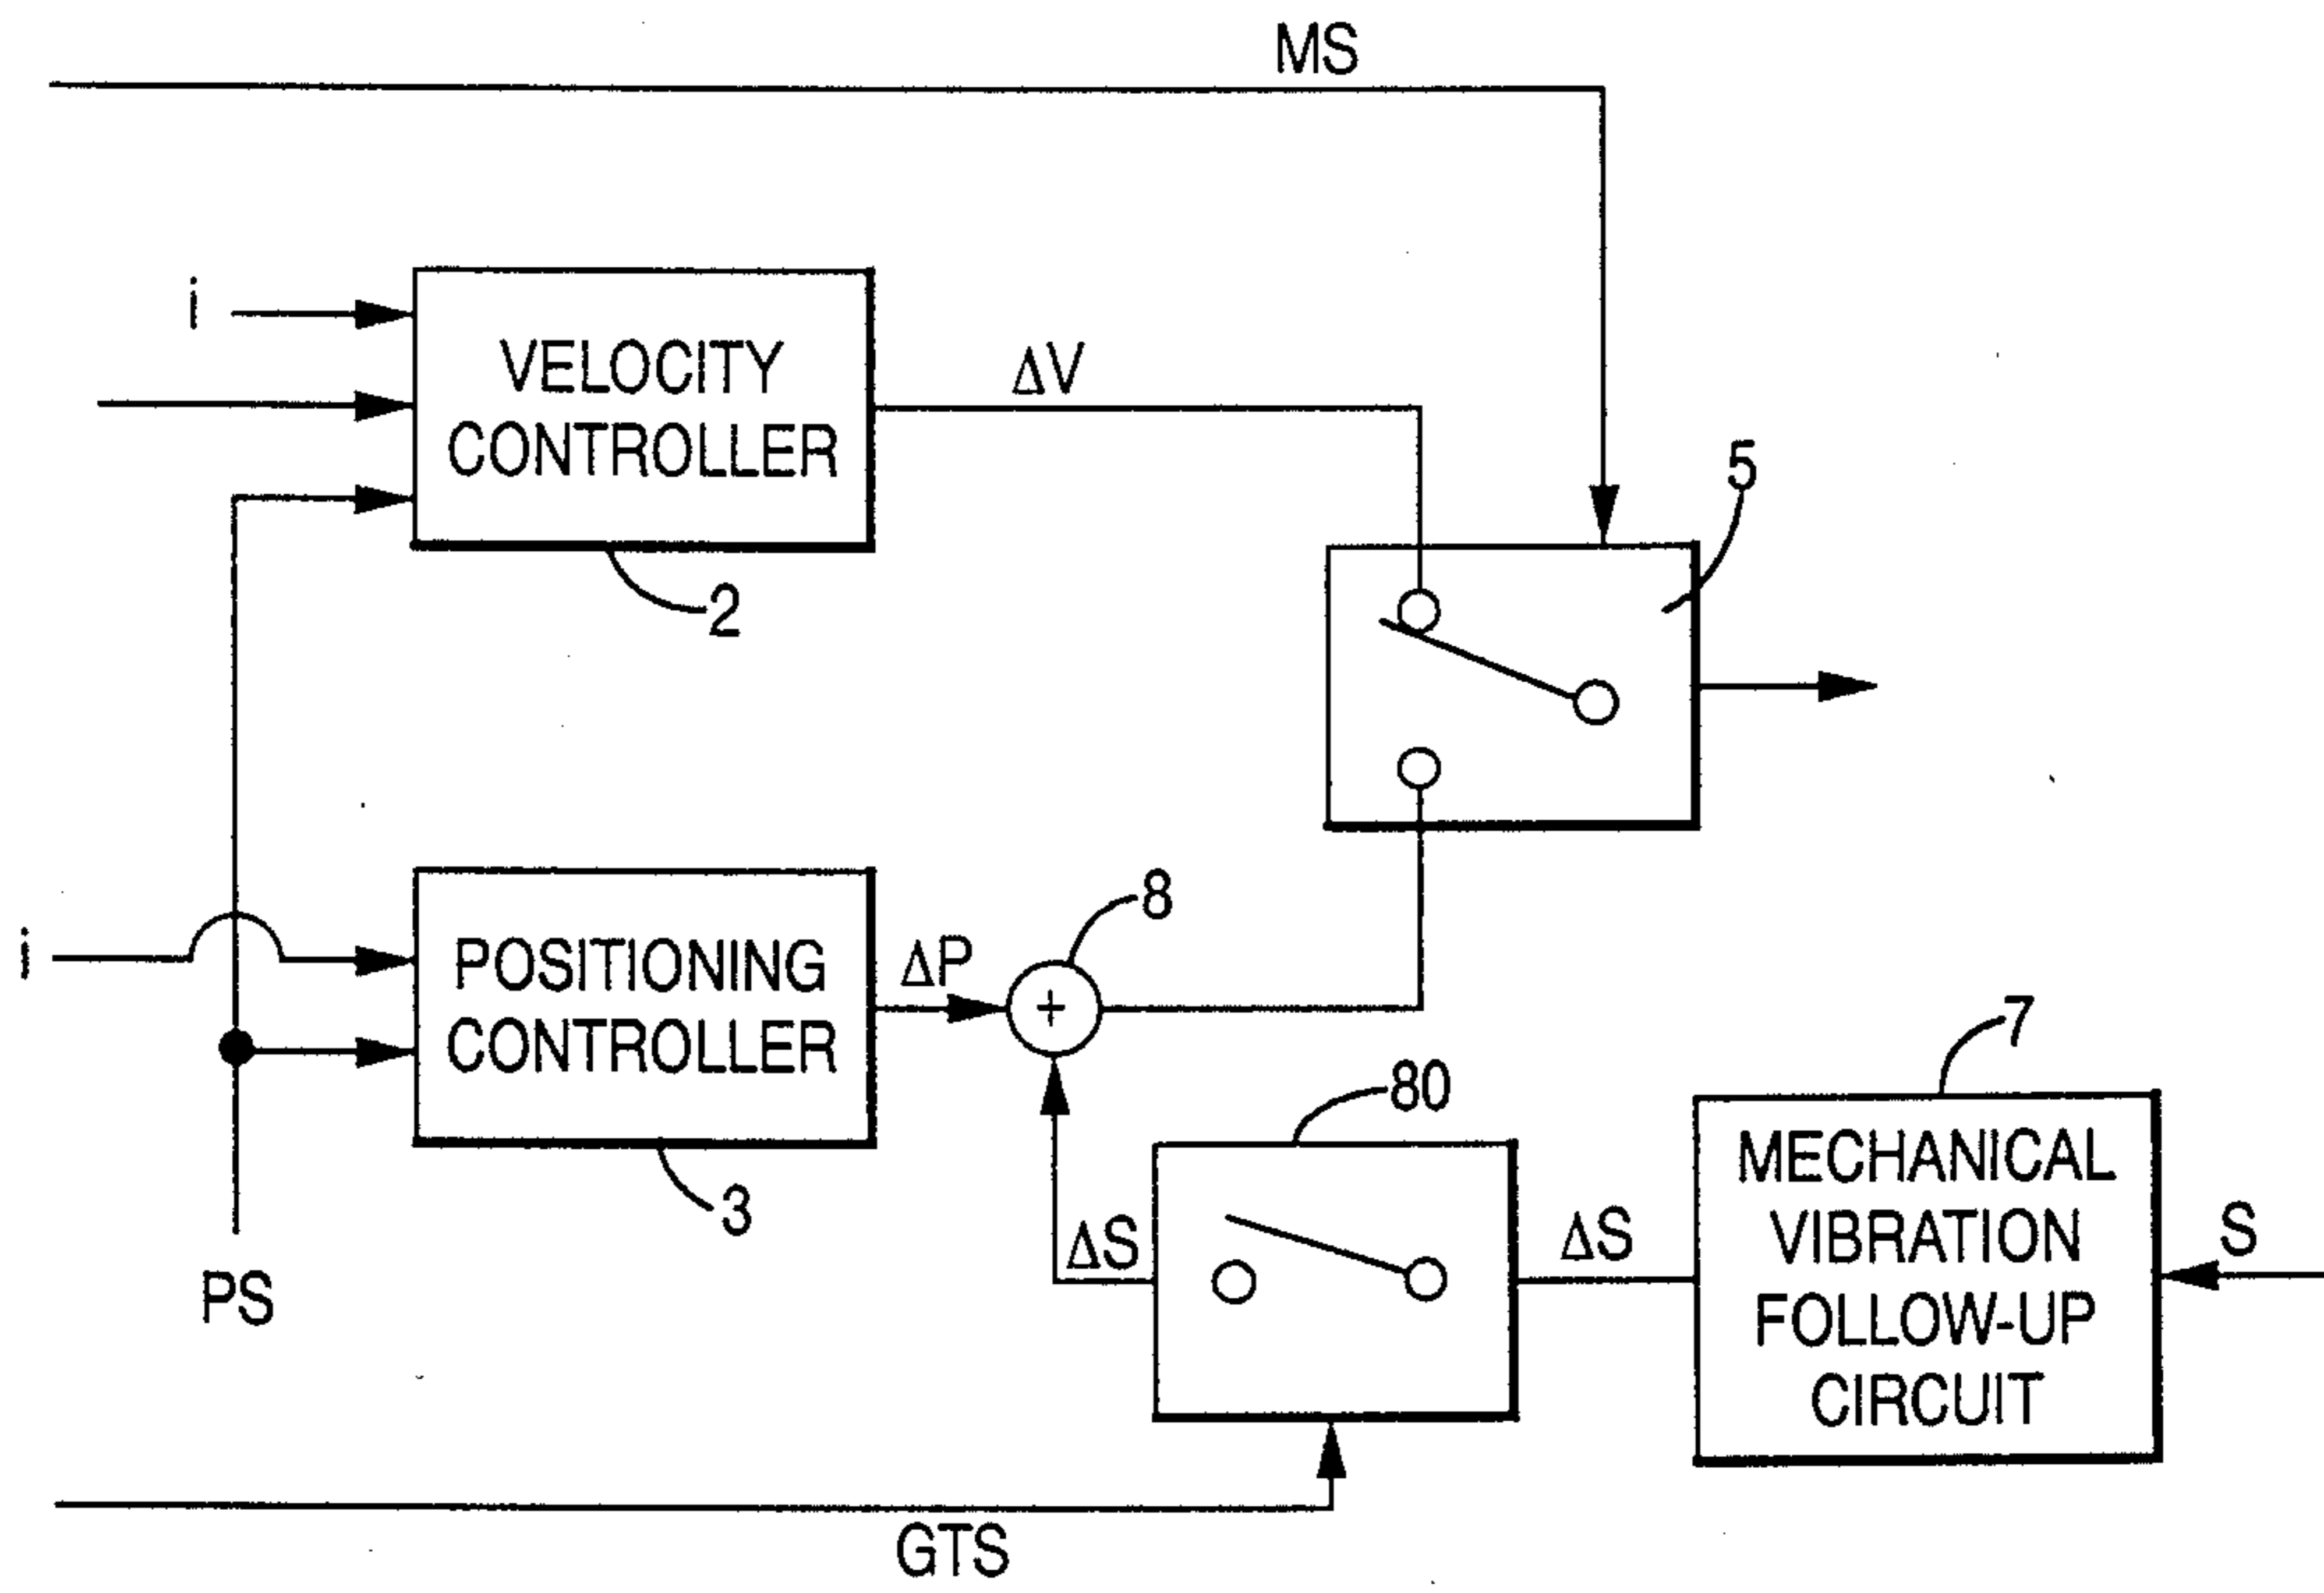 MS
i
VELOCITY
CONTROLLER
ΔV
5
2
8
i
POSITIONING
CONTROLLER
ΔP
7
80
3
MECHANICAL
VIBRATION
FOLLOW-UP
CIRCUIT
ΔS
ΔS
S
PS
GTS